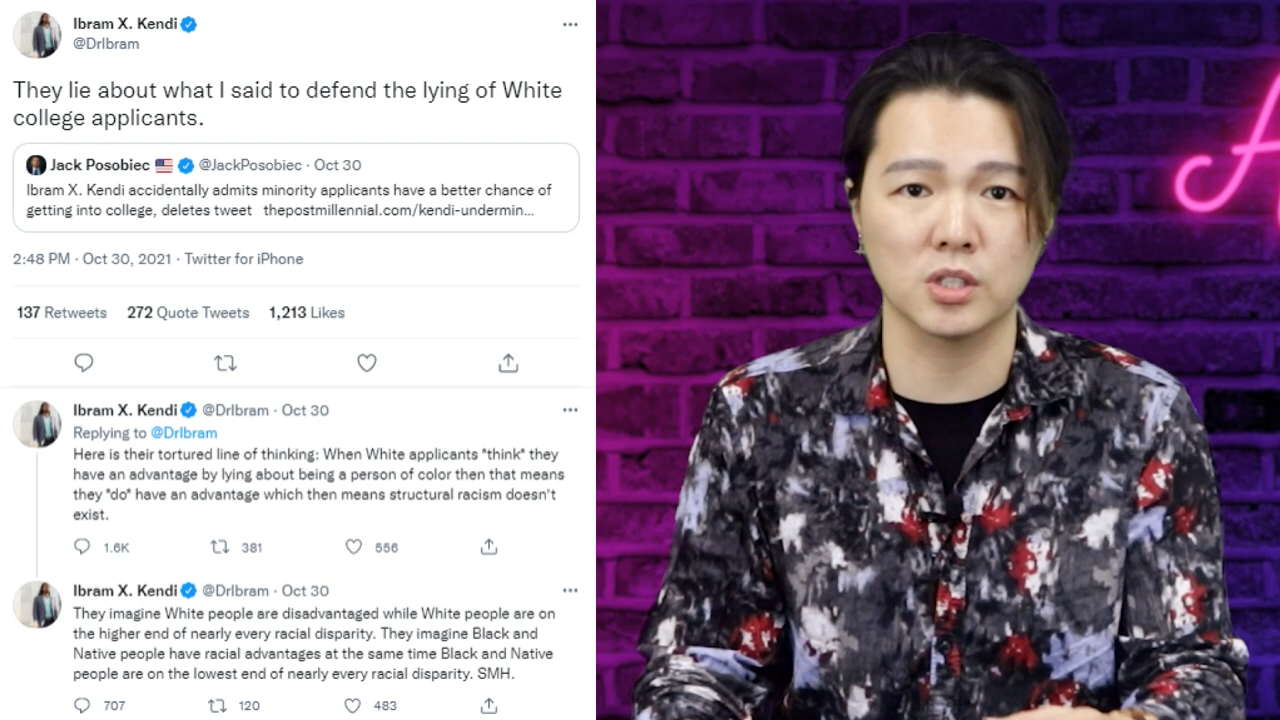 Ibram X. Kendi
@DrIbram
They lie about what I said to defend the lying of White
college applicants.
Jack Posobiec 🇺🇸 @JackPosobiec · Oct 30
Ibram X. Kendi accidentally admits minority applicants have a better chance of
getting into college, deletes tweet thepostmillennial.com/kendi-undermin...
2:48 PM · Oct 30, 2021 · Twitter for iPhone
137 Retweets 272 Quote Tweets 1,213 Likes
Ibram X. Kendi @DrIbram · Oct 30
Replying to @DrIbram
Here is their tortured line of thinking: When White applicants "think" they
have an advantage by lying about being a person of color then that means
they "do" have an advantage which then means structural racism doesn't
exist.
1.6K 381 556
Ibram X. Kendi @DrIbram · Oct 30
They imagine White people are disadvantaged while White people are on
the higher end of nearly every racial disparity. They imagine Black and
Native people have racial advantages at the same time Black and Native
people are on the lowest end of nearly every racial disparity. SMH.
707 120 483